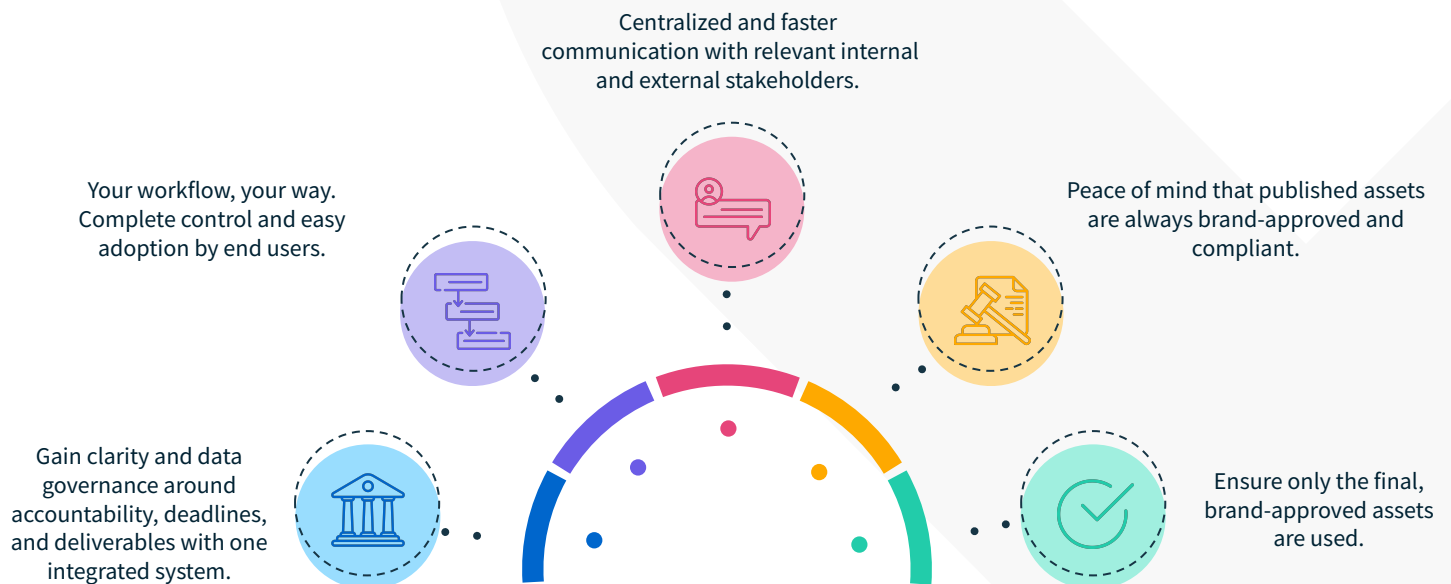 Centralized and faster
communication with relevant internal
and external stakeholders.
Your workflow, your way.
Complete control and easy
adoption by end users.
Peace of mind that published assets
are always brand-approved and
compliant.
Gain clarity and data
governance around
accountability, deadlines,
and deliverables with one
integrated system.
Ensure only the final,
brand-approved assets
are used.